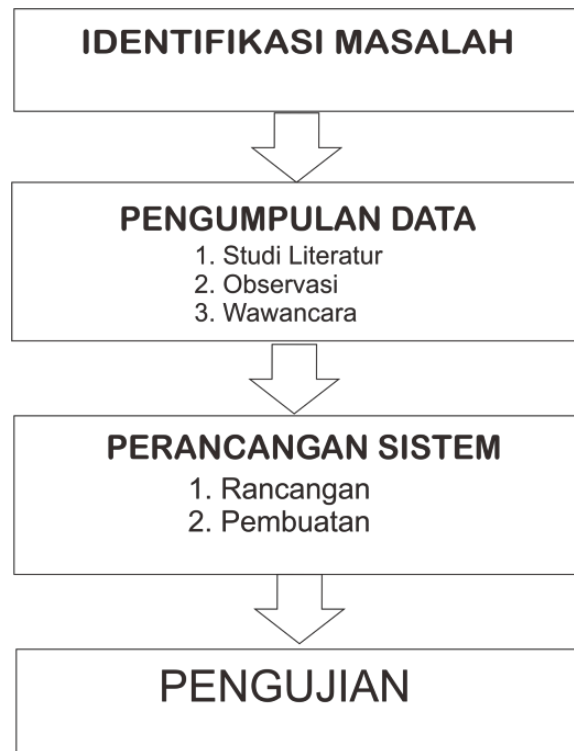 IDENTIFIKASI MASALAH
PENGUMPULAN DATA
1. Studi Literatur
2. Observasi
3. Wawancara
PERANCANGAN SISTEM
1. Rancangan
2. Pembuatan
PENGUJIAN